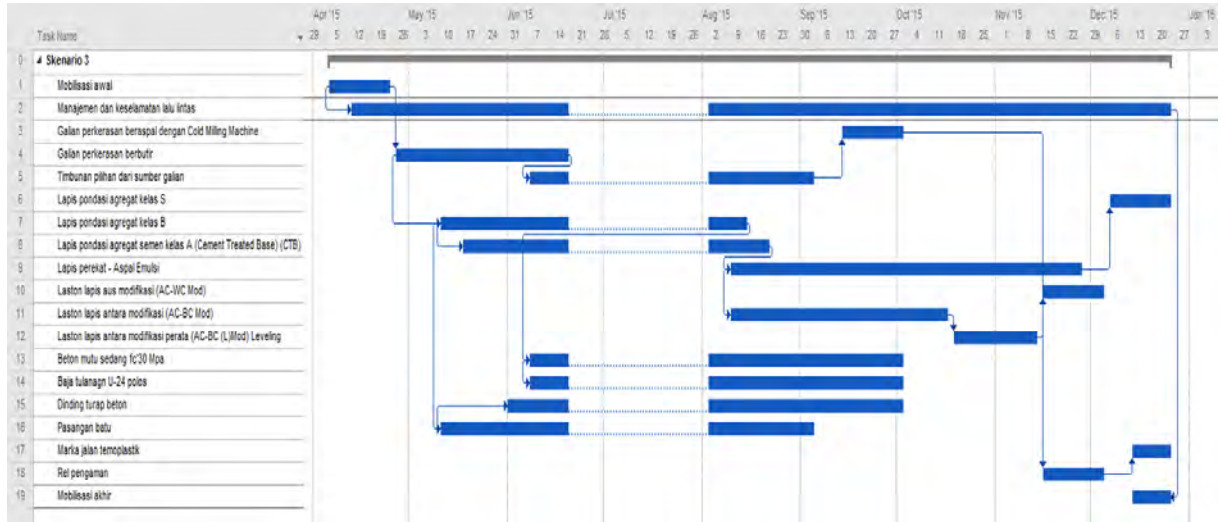 Apr '15 May '15 Jun '15 Jul '15 Aug '15 Sep '15 Oct '15 Nov '15 Dec '15 Jan '16
Task Name 29 5 12 19 26 3 10 17 24 31 7 14 21 28 5 12 19 26 2 9 16 23 30 6 13 20 27 4 11 18 25 1 8 15 22 29 6 13 20 27 3
0 Skenario 3
1 Mobilisasi awal
2 Manajemen dan keselamatan lalu lintas
3 Galian perkerasan beraspal dengan Cold Milling Machine
4 Galian perkerasan berbutir
5 Timbunan pilihan dari sumber galian
6 Lapis pondasi agregat kelas S
7 Lapis pondasi agregat kelas B
8 Lapis pondasi agregat semen kelas A (Cement Treated Base) (CTB)
9 Lapis perekat - Aspal Emulsi
10 Laston lapis aus modifikasi (AC-WC Mod)
11 Laston lapis antara modifikasi (AC-BC Mod)
12 Laston lapis antara modifikasi perata (AC-BC (L)Mod) Leveling
13 Beton mutu sedang fc'30 Mpa
14 Baja tulanagn U-24 polos
15 Dinding turap beton
16 Pasangan batu
17 Marka jalan temoplastik
18 Rel pengaman
19 Mobilisasi akhir